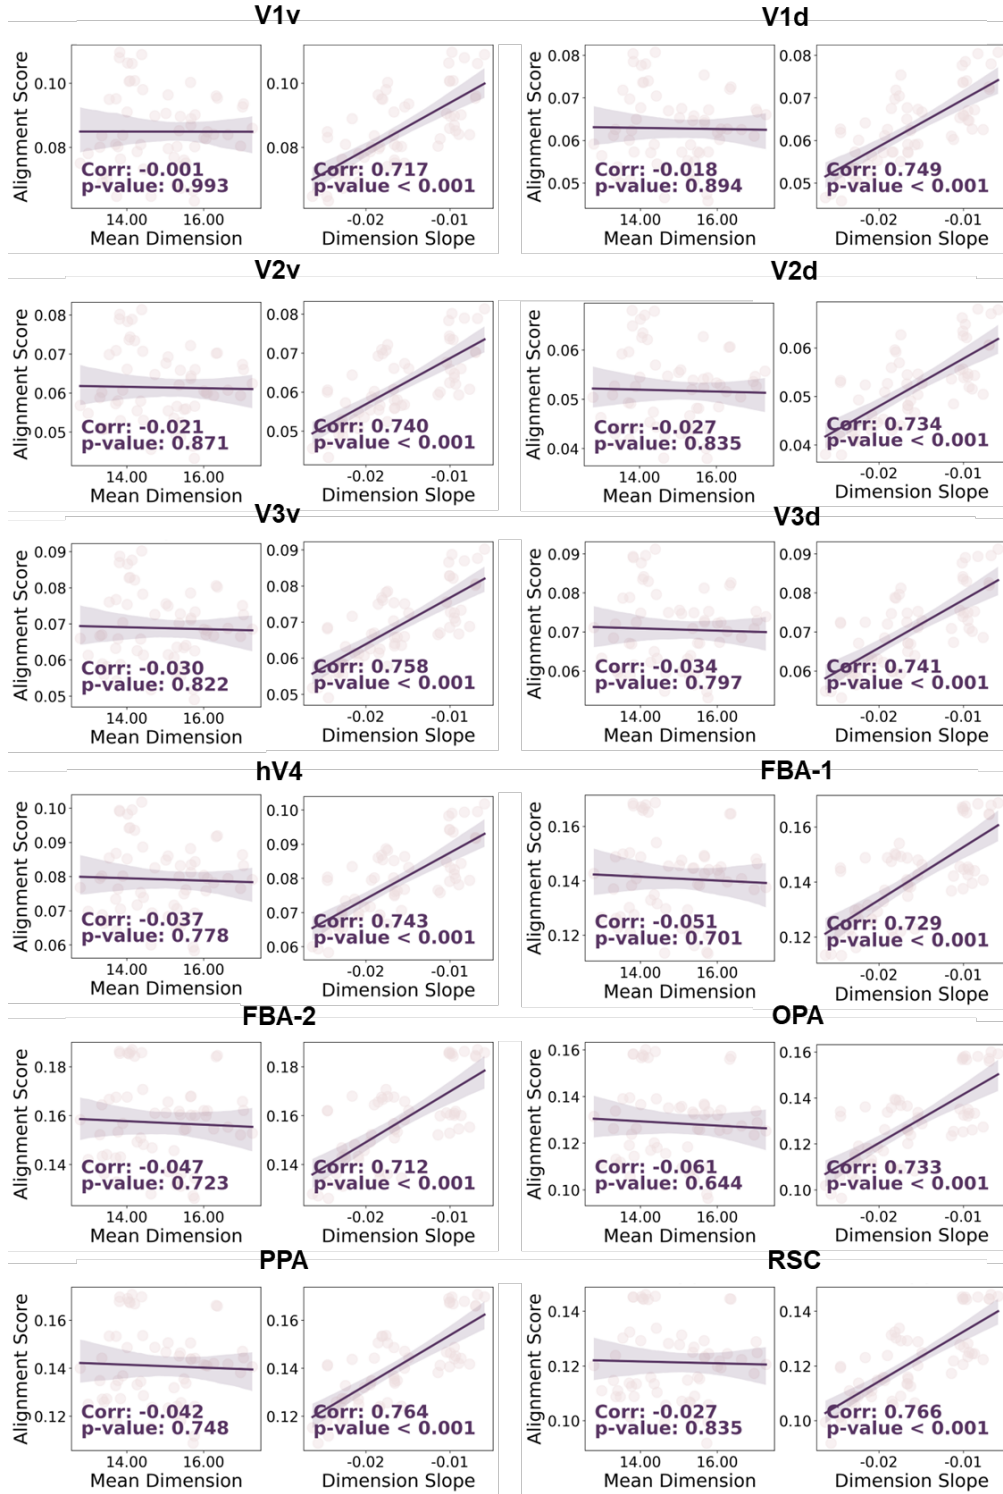 V1v
V1d
Alignment Score
0.10
0.08
Corr: -0.001
p-value: 0.993
14.00 16.00
Mean Dimension
0.10
0.08
Corr: 0.717
p-value < 0.001
-0.02 -0.01
Dimension Slope
Alignment Score
0.08
0.07
0.06
0.05
Corr: -0.018
p-value: 0.894
14.00 16.00
Mean Dimension
0.08
0.07
0.06
0.05
Corr: 0.749
p-value < 0.001
-0.02 -0.01
Dimension Slope
V2v
V2d
Alignment Score
0.08
0.07
0.06
0.05
Corr: -0.021
p-value: 0.871
14.00 16.00
Mean Dimension
0.08
0.07
0.06
0.05
Corr: 0.740
p-value < 0.001
-0.02 -0.01
Dimension Slope
Alignment Score
0.06
0.05
0.04
Corr: -0.027
p-value: 0.835
14.00 16.00
Mean Dimension
0.06
0.05
0.04
Corr: 0.734
p-value < 0.001
-0.02 -0.01
Dimension Slope
V3v
V3d
Alignment Score
0.09
0.08
0.07
0.06
0.05
Corr: -0.030
p-value: 0.822
14.00 16.00
Mean Dimension
0.09
0.08
0.07
0.06
0.05
Corr: 0.758
p-value < 0.001
-0.02 -0.01
Dimension Slope
Alignment Score
0.09
0.08
0.07
0.06
Corr: -0.034
p-value: 0.797
14.00 16.00
Mean Dimension
0.09
0.08
0.07
0.06
Corr: 0.741
p-value < 0.001
-0.02 -0.01
Dimension Slope
hV4
FBA-1
Alignment Score
0.10
0.09
0.08
0.07
0.06
Corr: -0.037
p-value: 0.778
14.00 16.00
Mean Dimension
0.10
0.09
0.08
0.07
0.06
Corr: 0.743
p-value < 0.001
-0.02 -0.01
Dimension Slope
Alignment Score
0.16
0.14
0.12
Corr: -0.051
p-value: 0.701
14.00 16.00
Mean Dimension
0.16
0.14
0.12
Corr: 0.729
p-value < 0.001
-0.02 -0.01
Dimension Slope
FBA-2
OPA
Alignment Score
0.18
0.16
0.14
Corr: -0.047
p-value: 0.723
14.00 16.00
Mean Dimension
0.18
0.16
0.14
Corr: 0.712
p-value < 0.001
-0.02 -0.01
Dimension Slope
Alignment Score
0.16
0.14
0.12
0.10
Corr: -0.061
p-value: 0.644
14.00 16.00
Mean Dimension
0.16
0.14
0.12
0.10
Corr: 0.733
p-value < 0.001
-0.02 -0.01
Dimension Slope
PPA
RSC
Alignment Score
0.16
0.14
0.12
Corr: -0.042
p-value: 0.748
14.00 16.00
Mean Dimension
0.16
0.14
0.12
Corr: 0.764
p-value < 0.001
-0.02 -0.01
Dimension Slope
Alignment Score
0.14
0.12
0.10
Corr: -0.027
p-value: 0.835
14.00 16.00
Mean Dimension
0.14
0.12
0.10
Corr: 0.766
p-value < 0.001
-0.02 -0.01
Dimension Slope